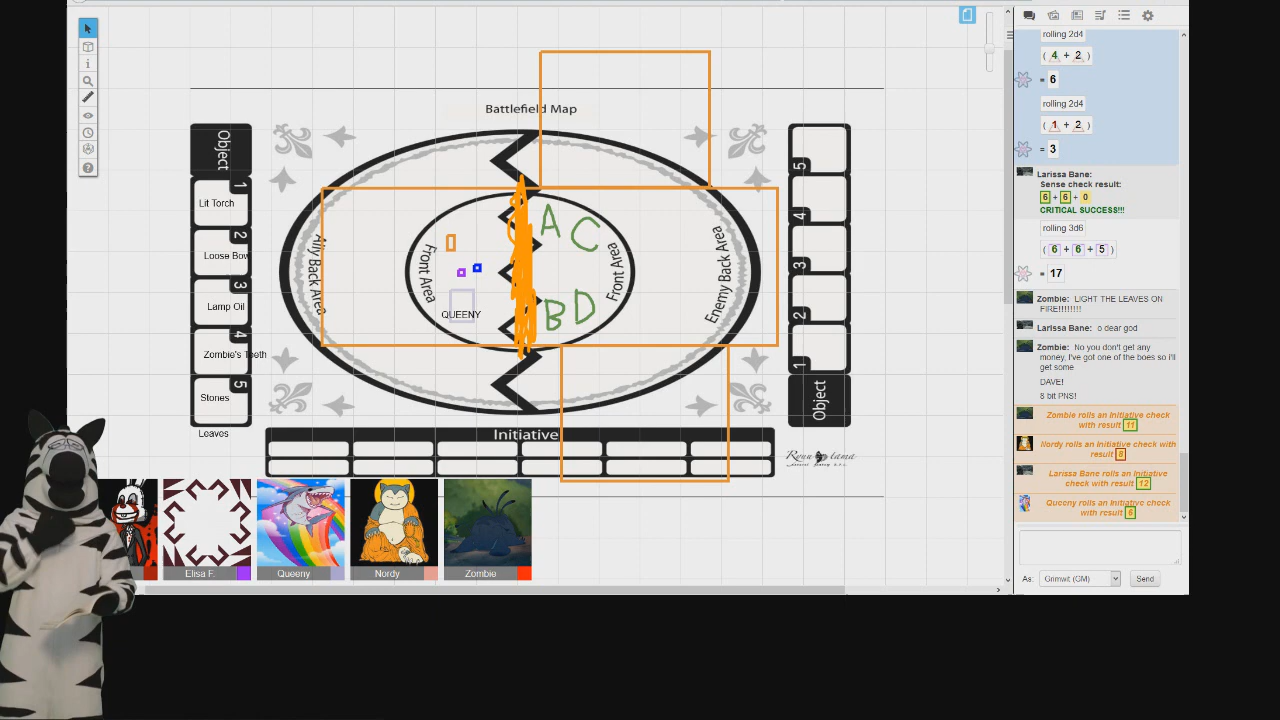 Battlefield Map
Object
1
Lit Torch
2
Loose Bow
3
Lamp Oil
4
Zombie's Teeth
5
Stones
Leaves
Ally Back Area
Front Area
QUEENY
A C
B D
Front Area
Enemy Back Area
5
4
3
2
1
Object
Initiative
Elisa F.
Queeny
Nordy
Zombie
rolling 2d4
( 4 + 2 )
= 6
rolling 2d4
( 1 + 2 )
= 3
Larissa Bane:
Sense check result:
6 + 6 + 0
CRITICAL SUCCESS!!!
rolling 3d6
( 6 + 6 + 5 )
= 17
Zombie: LIGHT THE LEAVES ON
FIRE!!!!!!!!
Larissa Bane: o dear god
Zombie: No you don't get any
money, I've got one of the boes so i'll
get some
DAVE!
8 bit PNS!
Zombie rolls an Initiative check
with result 11
Nordy rolls an Initiative check with
result 8
Larissa Bane rolls an Initiative
check with result 12
Queeny rolls an Initiative check
with result 6
As: Grimwit (GM) Send